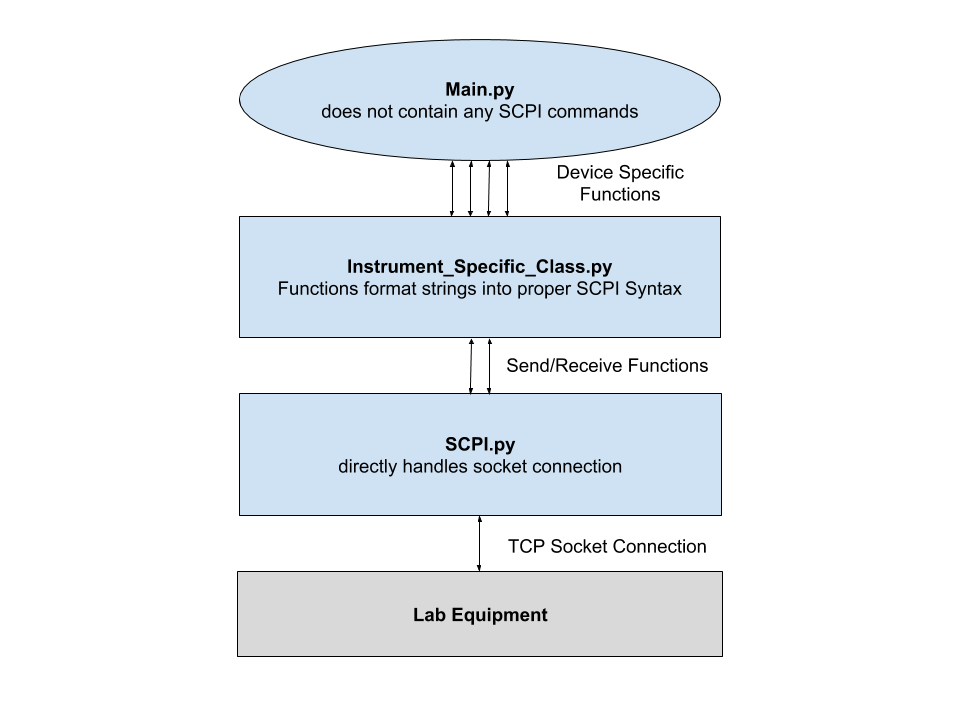 Main.py
does not contain any SCPI commands
Device Specific
Functions
Instrument_Specific_Class.py
Functions format strings into proper SCPI Syntax
Send/Receive Functions
SCPI.py
directly handles socket connection
TCP Socket Connection
Lab Equipment